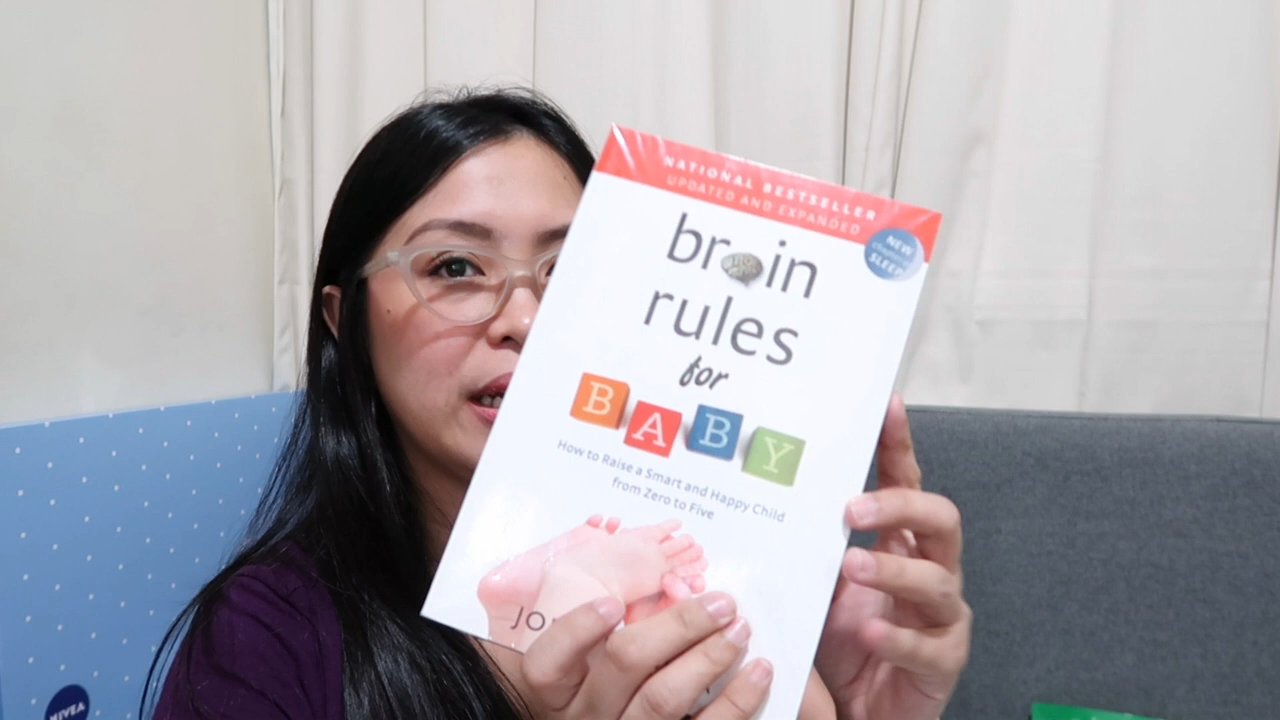 NATIONAL BESTSELLER
UPDATED AND EXPANDED
NEW
SLEEP
brain
rules
for
BABY
How to Raise a Smart and Happy Child
from Zero to Five
JO
NIVEA